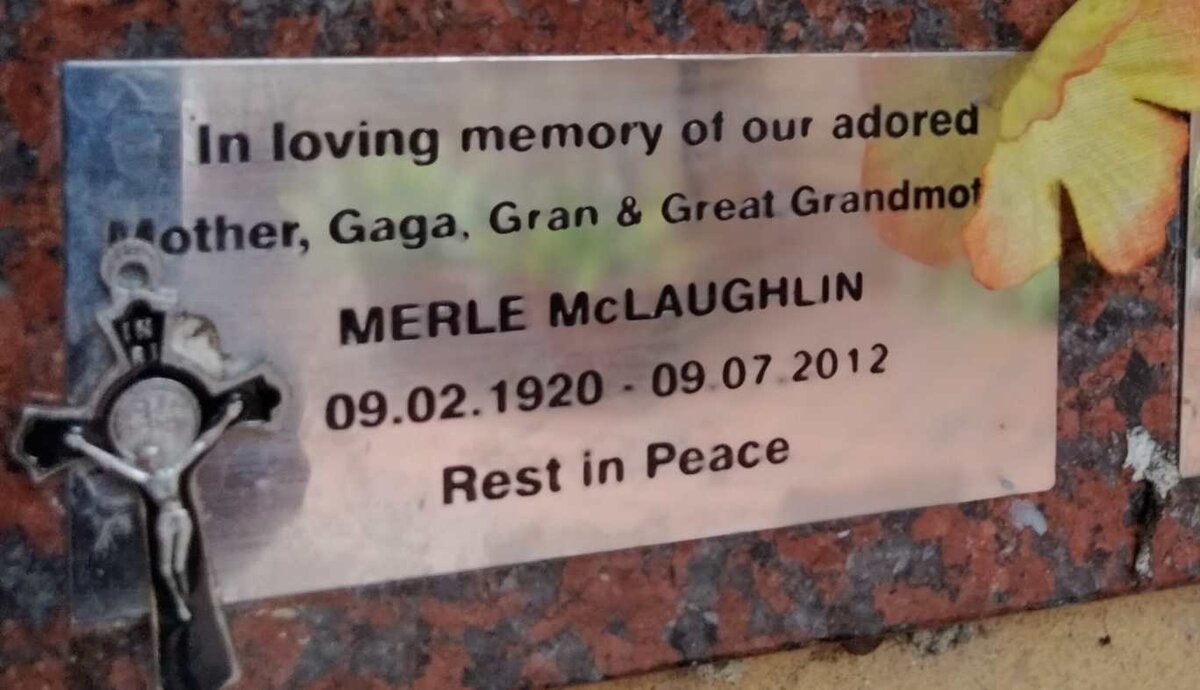 In loving memory of our adored
Mother, Gaga, Gran & Great Grandmot
MERLE McLAUGHLIN
09.02.1920 - 09.07.2012
Rest in Peace